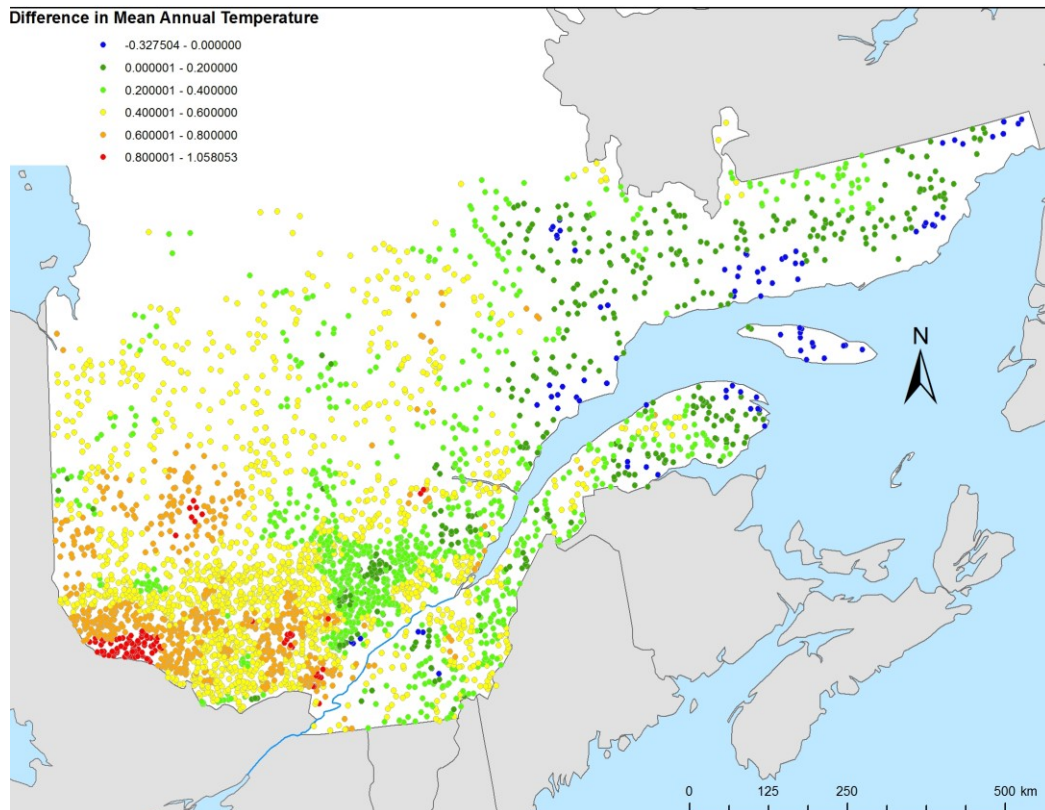 Difference in Mean Annual Temperature
-0.327504 - 0.000000
0.000001 - 0.200000
0.200001 - 0.400000
0.400001 - 0.600000
0.600001 - 0.800000
0.800001 - 1.058053
N
0 125 250 500 km